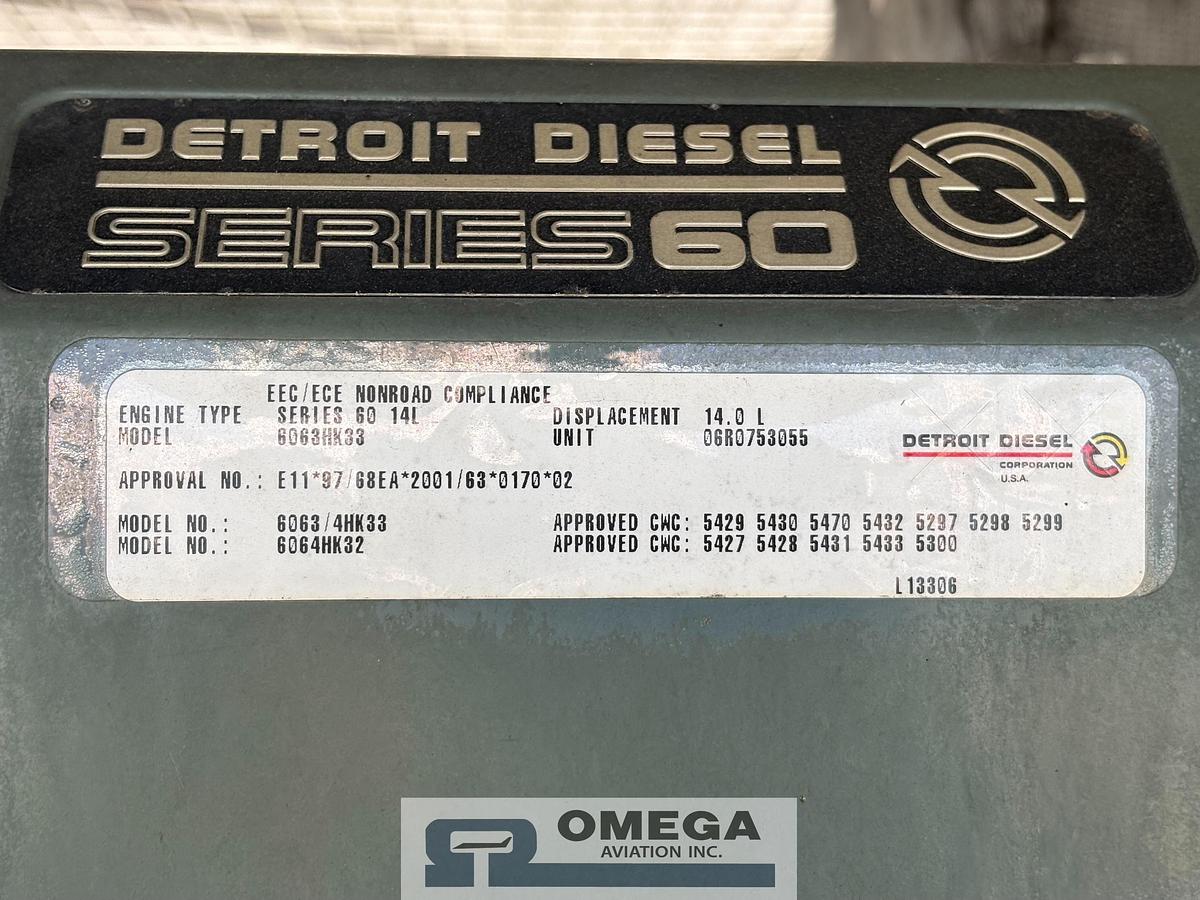 DETROIT DIESEL
SERIES 60
EEC/ECE NONROAD COMPLIANCE
ENGINE TYPE SERIES 60 14L DISPLACEMENT 14.0 L
MODEL 6063HK33 UNIT 06R0753055
DETROIT DIESEL
CORPORATION
U.S.A.
APPROVAL NO.: E11*97/68EA*2001/63*0170*02
MODEL NO.: 6063/4HK33 APPROVED CWC: 5429 5430 5470 5432 5297 5298 5299
MODEL NO.: 6064HK32 APPROVED CWC: 5427 5428 5431 5433 5300
L13306
OMEGA
AVIATION INC.